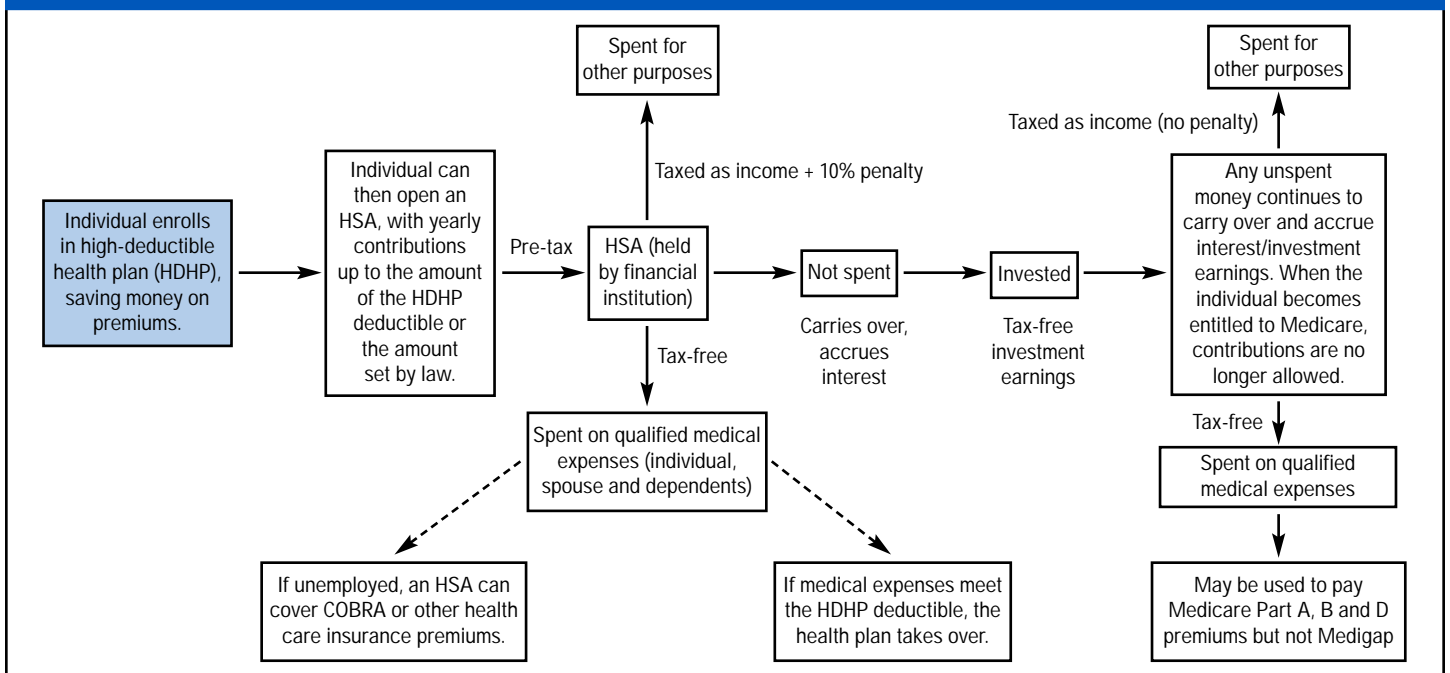 Spent for
other purposes
Spent for
other purposes
Taxed as income (no penalty)
Taxed as income + 10% penalty
Individual enrolls
in high-deductible
health plan (HDHP),
saving money on
premiums.
Individual can
then open an
HSA, with yearly
contributions
up to the amount
of the HDHP
deductible or
the amount
set by law.
Pre-tax
HSA (held
by financial
institution)
Not spent
Carries over,
accrues
interest
Invested
Tax-free
investment
earnings
Any unspent
money continues to
carry over and accrue
interest/investment
earnings. When the
individual becomes
entitled to Medicare,
contributions are no
longer allowed.
Tax-free
Spent on qualified medical
expenses (individual,
spouse and dependents)
Tax-free
Spent on qualified
medical expenses
If unemployed, an HSA can
cover COBRA or other health
care insurance premiums.
If medical expenses meet
the HDHP deductible, the
health plan takes over.
May be used to pay
Medicare Part A, B and D
premiums but not Medigap